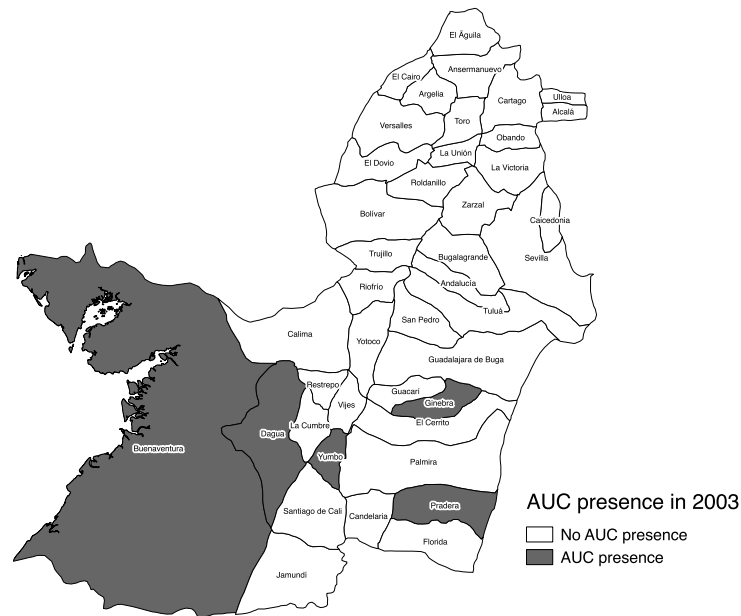 El Águila
Ansermanuevo
El Cairo
Argelia
Cartago
Ulloa
Alcalá
Versalles
Toro
Obando
La Unión
El Dovio
La Victoria
Roldanillo
Zarzal
Bolívar
Caicedonia
Trujillo
Bugalagrande
Sevilla
Andalucía
Riofrío
Tuluá
San Pedro
Calima
Yotoco
Guadalajara de Buga
Restrepo
Guacarí
Ginebra
Vijes
La Cumbre
El Cerrito
Dagua
Buenaventura
Yumbo
Palmira
Pradera
Santiago de Cali
Candelaria
Florida
Jamundí
AUC presence in 2003
No AUC presence
AUC presence